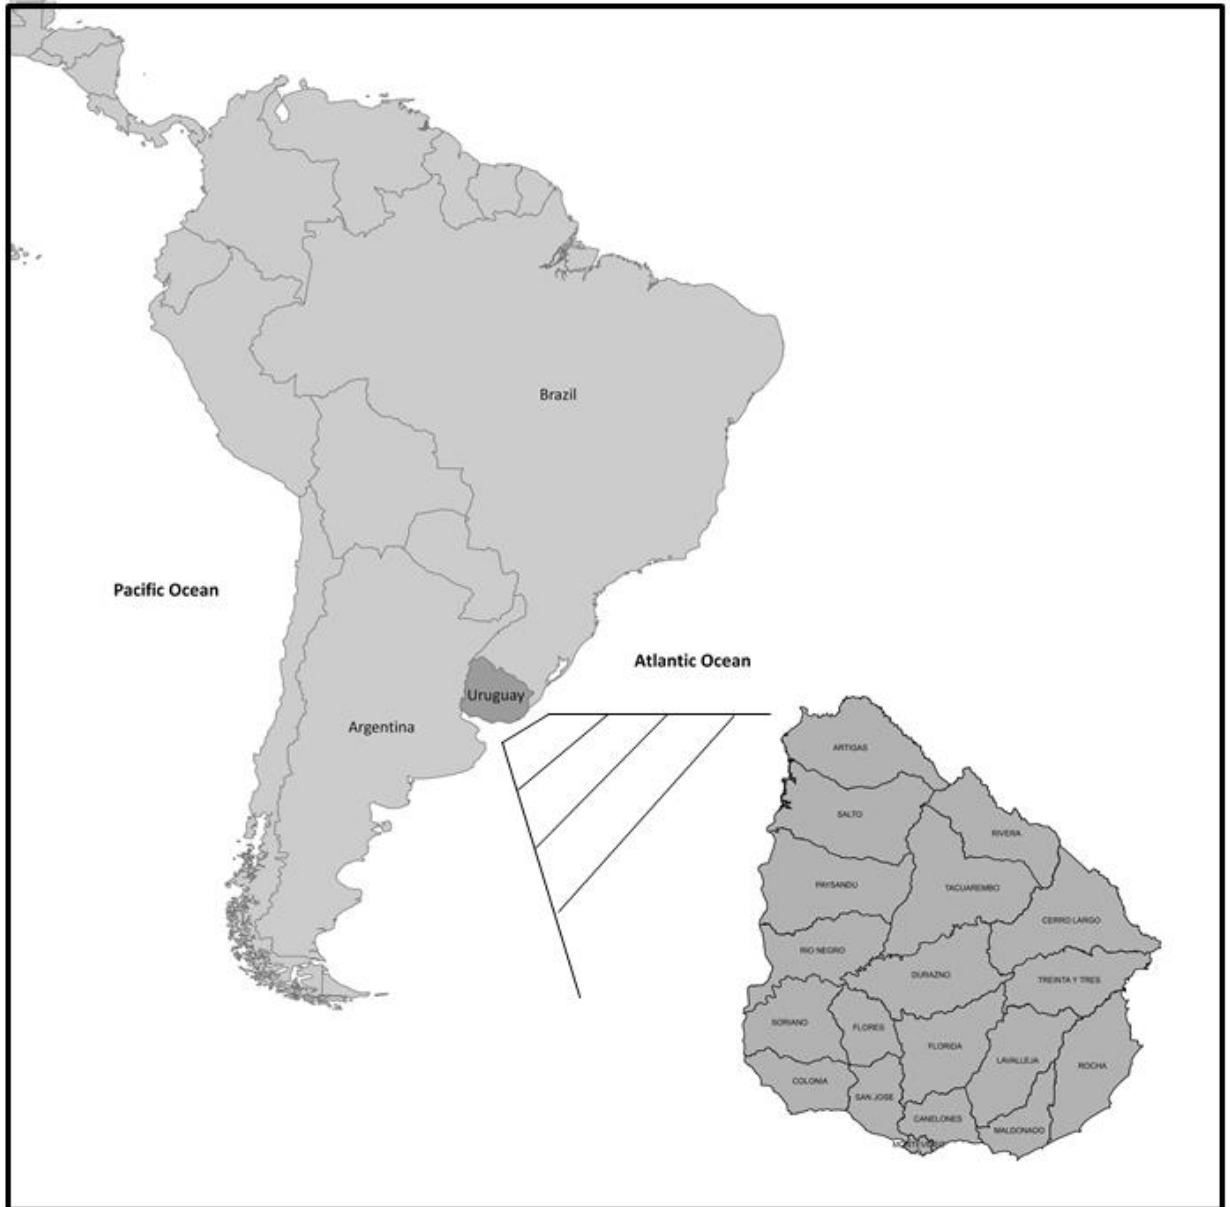 Brazil
Pacific Ocean
Atlantic Ocean
Uruguay
Argentina
ARTIGAS
SALTO
RIVERA
PAYSANDU
TACUAREMBO
CERRO LARGO
RIO NEGRO
DURAZNO
TREINTA Y TRES
SORIANO
FLORES
FLORIDA
LAVALLEJA
ROCHA
COLONIA
SAN JOSE
CANELONES
MALDONADO
MONTEVIDEO